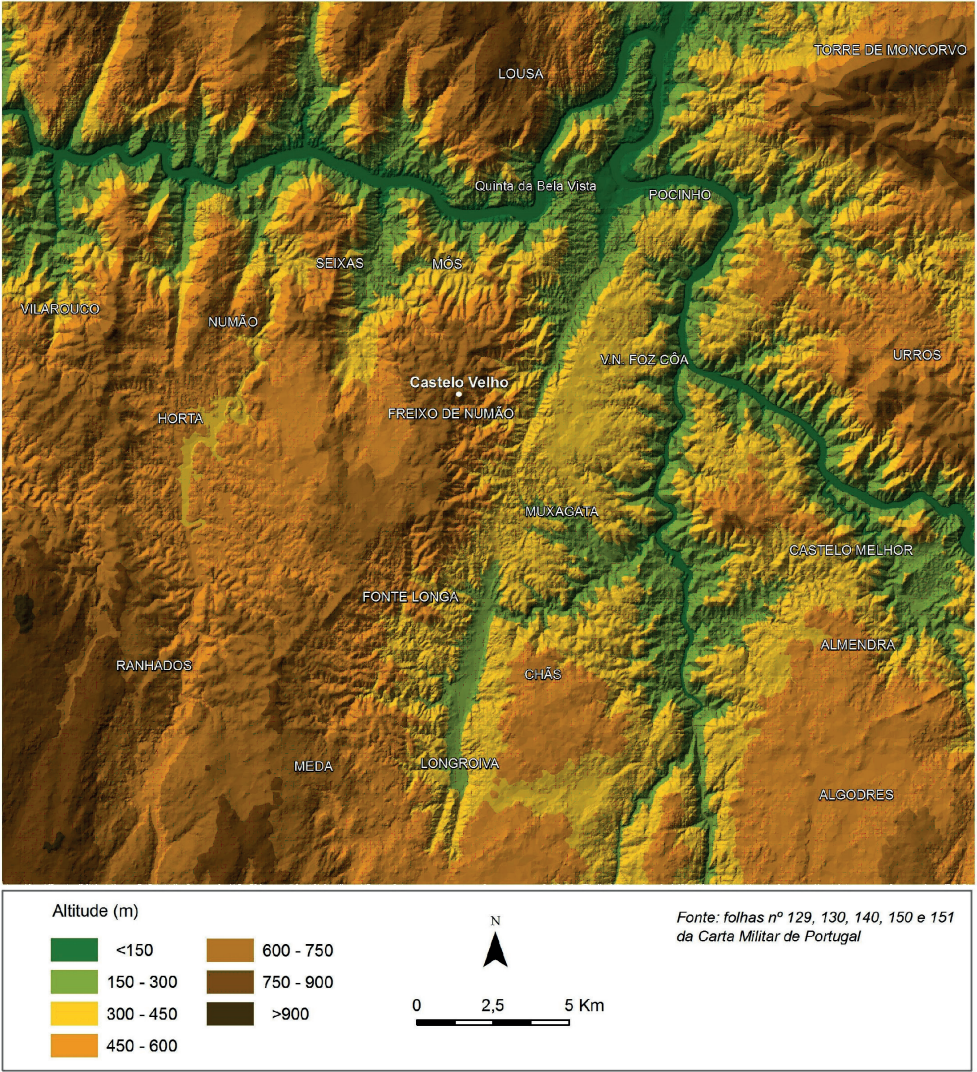 TORRE DE MONCORVO
LOUSA
Quinta da Bela Vista
POCINHO
SEIXAS
MÓS
VILAROUCO
NUMÃO
V.N. FOZ CÔA
URROS
Castelo Velho
FREIXO DE NUMÃO
HORTA
MUXAGATA
CASTELO MELHOR
FONTE LONGA
ALMENDRA
RANHADOS
CHÃS
MEDA
LONGROIVA
ALGODRES
Altitude (m)
<150
150 - 300
300 - 450
450 - 600
600 - 750
750 - 900
>900
N
0 2,5 5 Km
Fonte: folhas nº 129, 130, 140, 150 e 151
da Carta Militar de Portugal